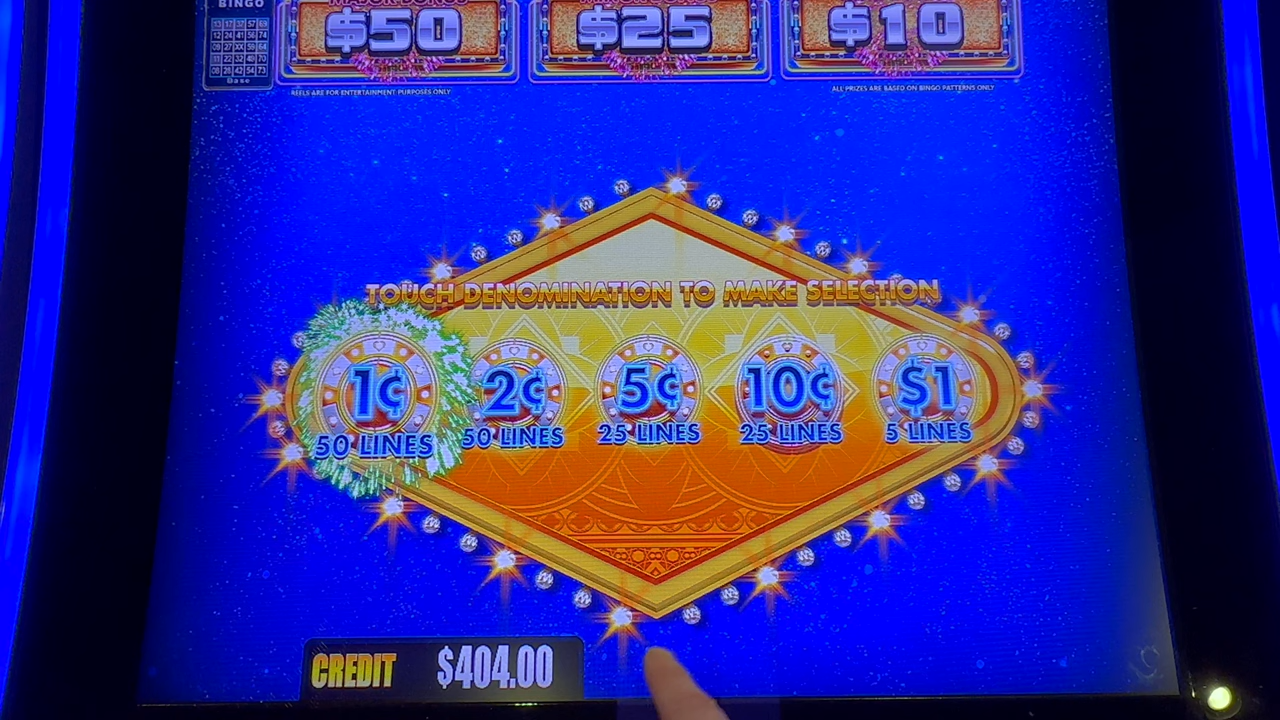 BINGO
$50
$25
$10
Base
REELS ARE FOR ENTERTAINMENT PURPOSES ONLY
ALL PRIZES ARE BASED ON BINGO PATTERNS ONLY
TOUCH DENOMINATION TO MAKE SELECTION
1¢ 2¢ 5¢ 10¢ $1
50 LINES 50 LINES 25 LINES 25 LINES 5 LINES
CREDIT $404.00